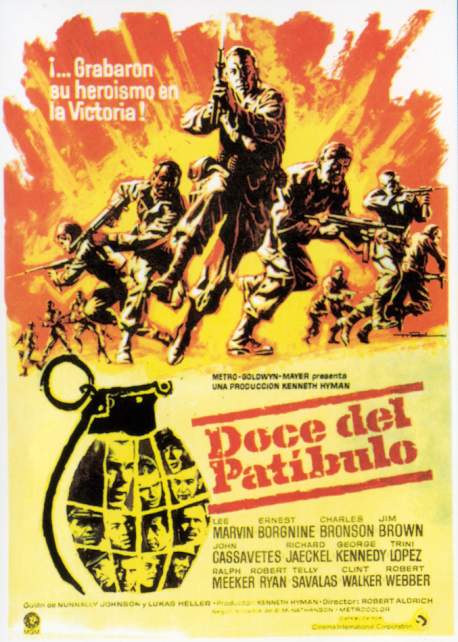 ¡... Grabaron
su heroismo en
la Victoria!
METRO-GOLDWYN-MAYER presenta
UNA PRODUCCION KENNETH HYMAN
Doce del
Patíbulo
LEE ERNEST CHARLES JIM
MARVIN BORGNINE BRONSON BROWN
JOHN RICHARD GEORGE TRINI
CASSAVETES JAECKEL KENNEDY LOPEZ
RALPH ROBERT TELLY CLINT ROBERT
MEEKER RYAN SAVALAS WALKER WEBBER
Guión de NUNNALLY JOHNSON y LUKAS HELLER - Productor: KENNETH HYMAN - Director: ROBERT ALDRICH
E.M. NATHANSON - METROCOLOR
MGM
Cinema International Corporation